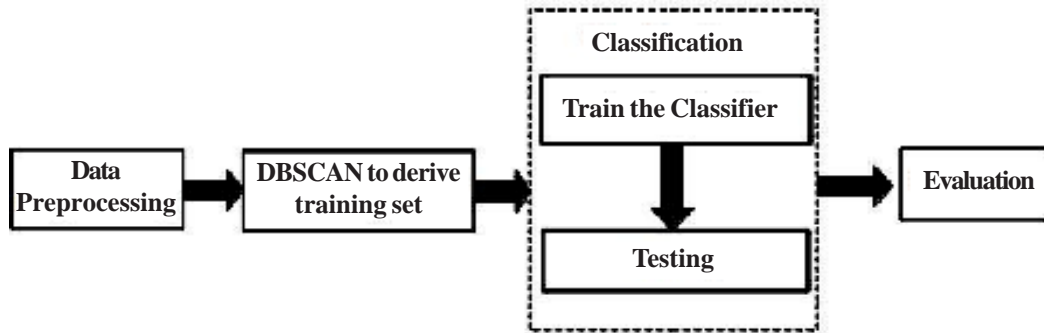 Data
Preprocessing
DBSCAN to derive
training set
Classification
Train the Classifier
Testing
Evaluation